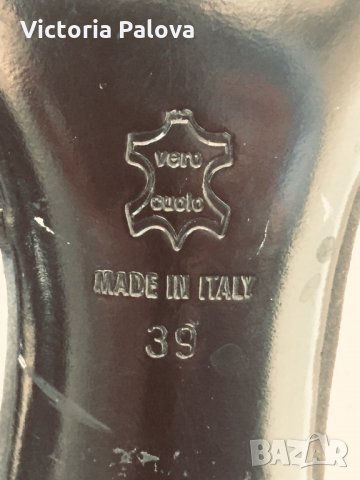 Victoria Palova
vero
cuoio
MADE IN ITALY
39
BAZAR